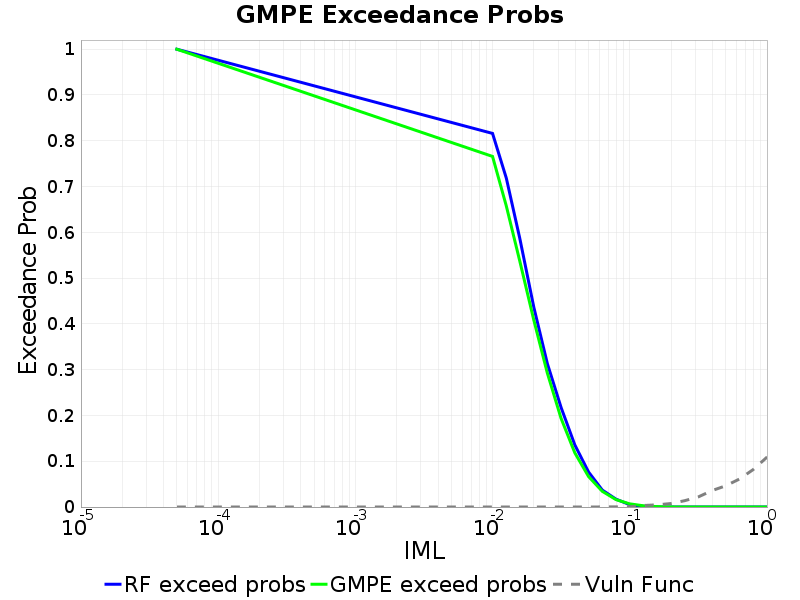 GMPE Exceedance Probs
Exceedance Prob
1
0.9
0.8
0.7
0.6
0.5
0.4
0.3
0.2
0.1
0
10^-5 10^-4 10^-3 10^-2 10^-1 10^0
IML
RF exceed probs GMPE exceed probs Vuln Func